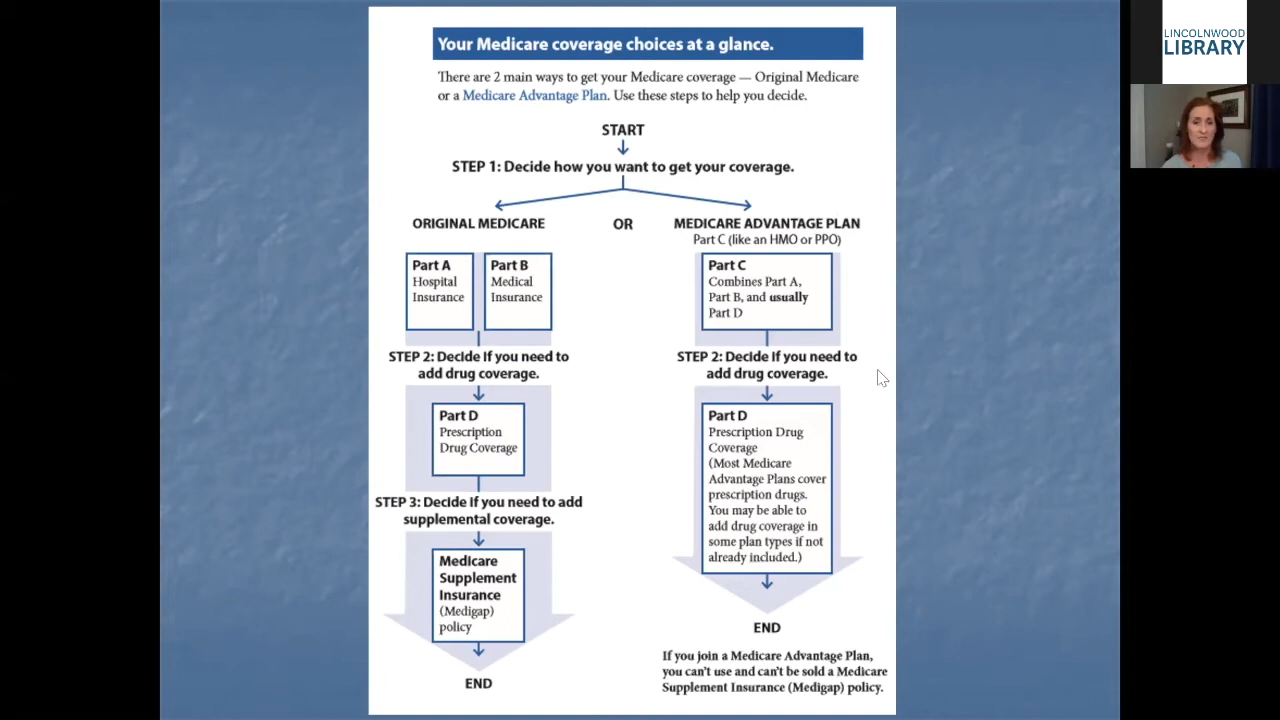 Your Medicare coverage choices at a glance.
There are 2 main ways to get your Medicare coverage — Original Medicare
or a Medicare Advantage Plan. Use these steps to help you decide.
START
STEP 1: Decide how you want to get your coverage.
ORIGINAL MEDICARE
OR
MEDICARE ADVANTAGE PLAN
Part C (like an HMO or PPO)
Part A
Hospital
Insurance
Part B
Medical
Insurance
Part C
Combines Part A,
Part B, and usually
Part D
STEP 2: Decide if you need to
add drug coverage.
STEP 2: Decide if you need to
add drug coverage.
Part D
Prescription
Drug Coverage
Part D
Prescription Drug
Coverage
(Most Medicare
Advantage Plans cover
prescription drugs.
You may be able to
add drug coverage in
some plan types if not
already included.)
STEP 3: Decide if you need to add
supplemental coverage.
Medicare
Supplement
Insurance
(Medigap)
policy
END
END
If you join a Medicare Advantage Plan,
you can't use and can't be sold a Medicare
Supplement Insurance (Medigap) policy.
LINCOLNWOOD
LIBRARY